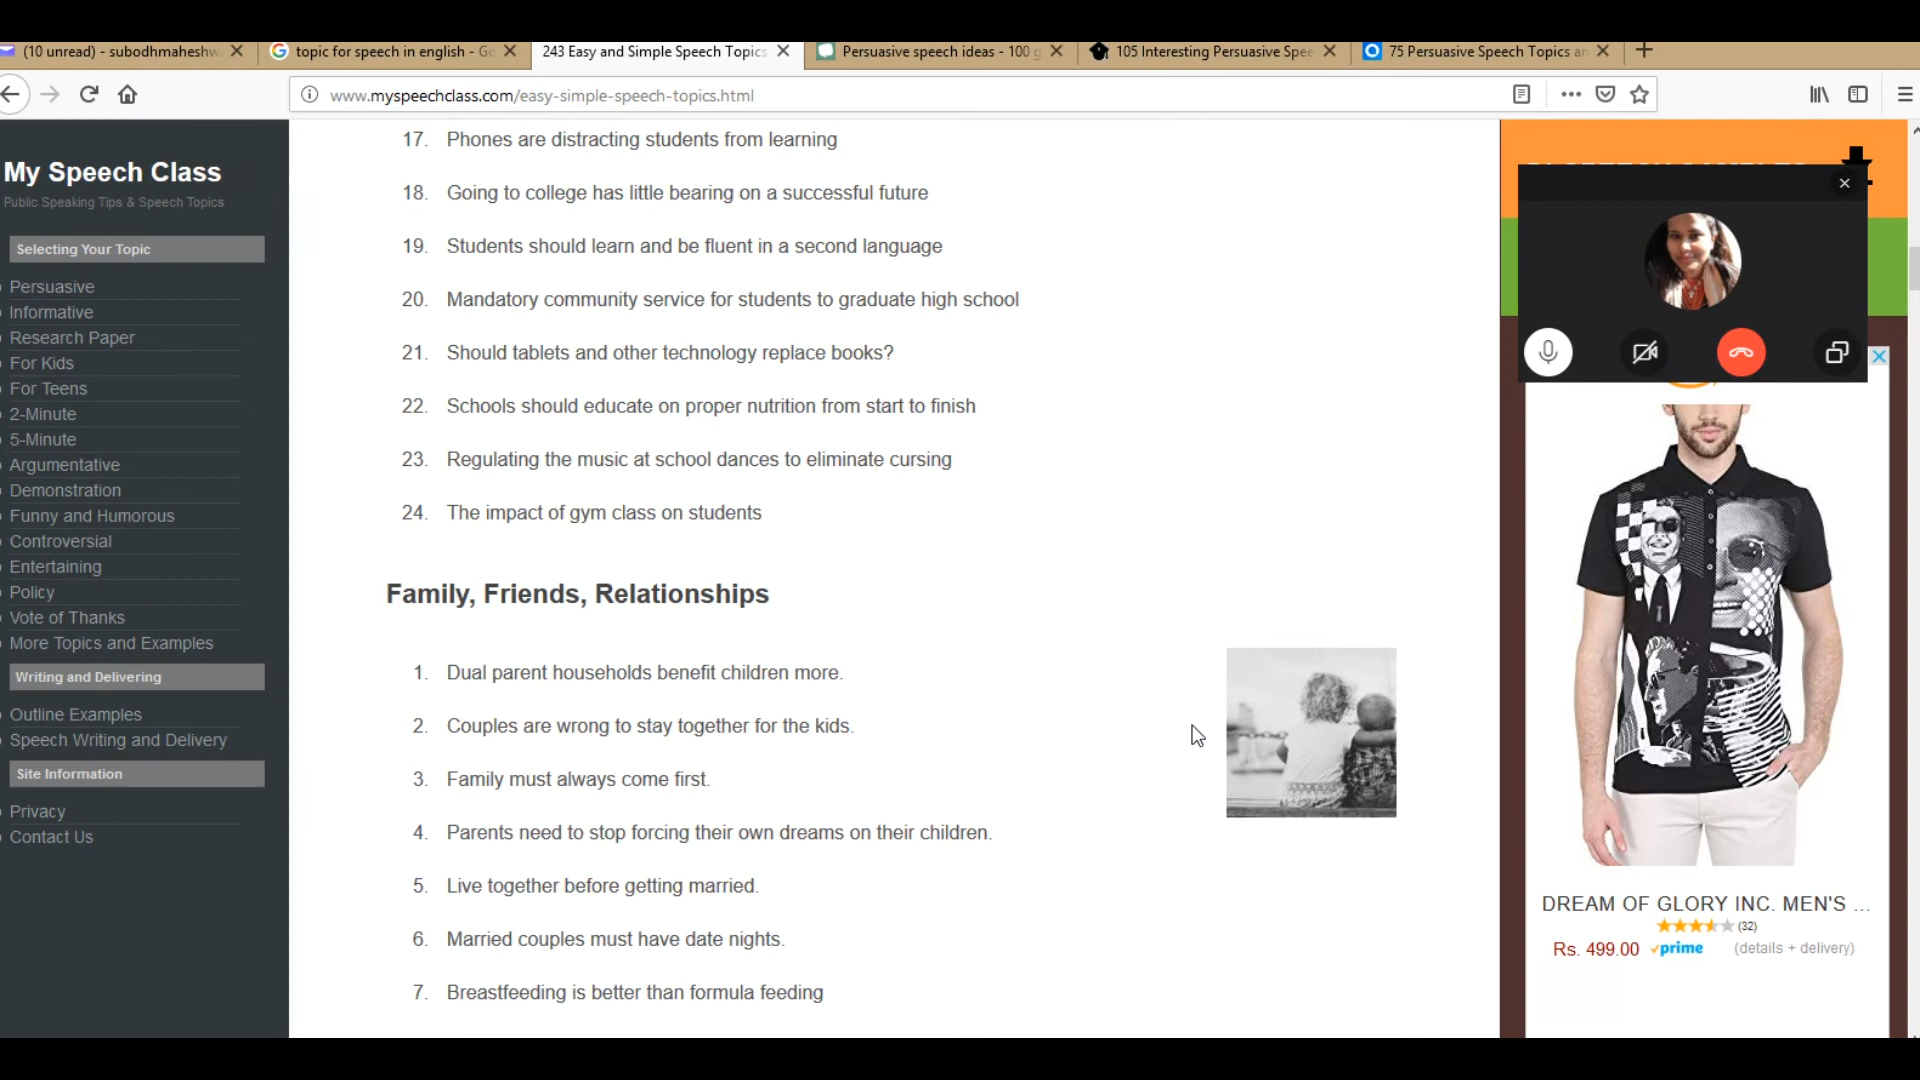 (10 unread) - subodhmahesh
topic for speech in english - Go
243 Easy and Simple Speech Topics
Persuasive speech ideas - 100 g
105 Interesting Persuasive Spee
75 Persuasive Speech Topics an
www.myspeechclass.com/easy-simple-speech-topics.html
My Speech Class
Public Speaking Tips & Speech Topics
Selecting Your Topic
Persuasive
Informative
Research Paper
For Kids
For Teens
2-Minute
5-Minute
Argumentative
Demonstration
Funny and Humorous
Controversial
Entertaining
Policy
Vote of Thanks
More Topics and Examples
Writing and Delivering
Outline Examples
Speech Writing and Delivery
Site Information
Privacy
Contact Us
17. Phones are distracting students from learning
18. Going to college has little bearing on a successful future
19. Students should learn and be fluent in a second language
20. Mandatory community service for students to graduate high school
21. Should tablets and other technology replace books?
22. Schools should educate on proper nutrition from start to finish
23. Regulating the music at school dances to eliminate cursing
24. The impact of gym class on students
Family, Friends, Relationships
1. Dual parent households benefit children more.
2. Couples are wrong to stay together for the kids.
3. Family must always come first.
4. Parents need to stop forcing their own dreams on their children.
5. Live together before getting married.
6. Married couples must have date nights.
7. Breastfeeding is better than formula feeding
DREAM OF GLORY INC. MEN'S ...
(32)
Rs. 499.00 prime (details + delivery)